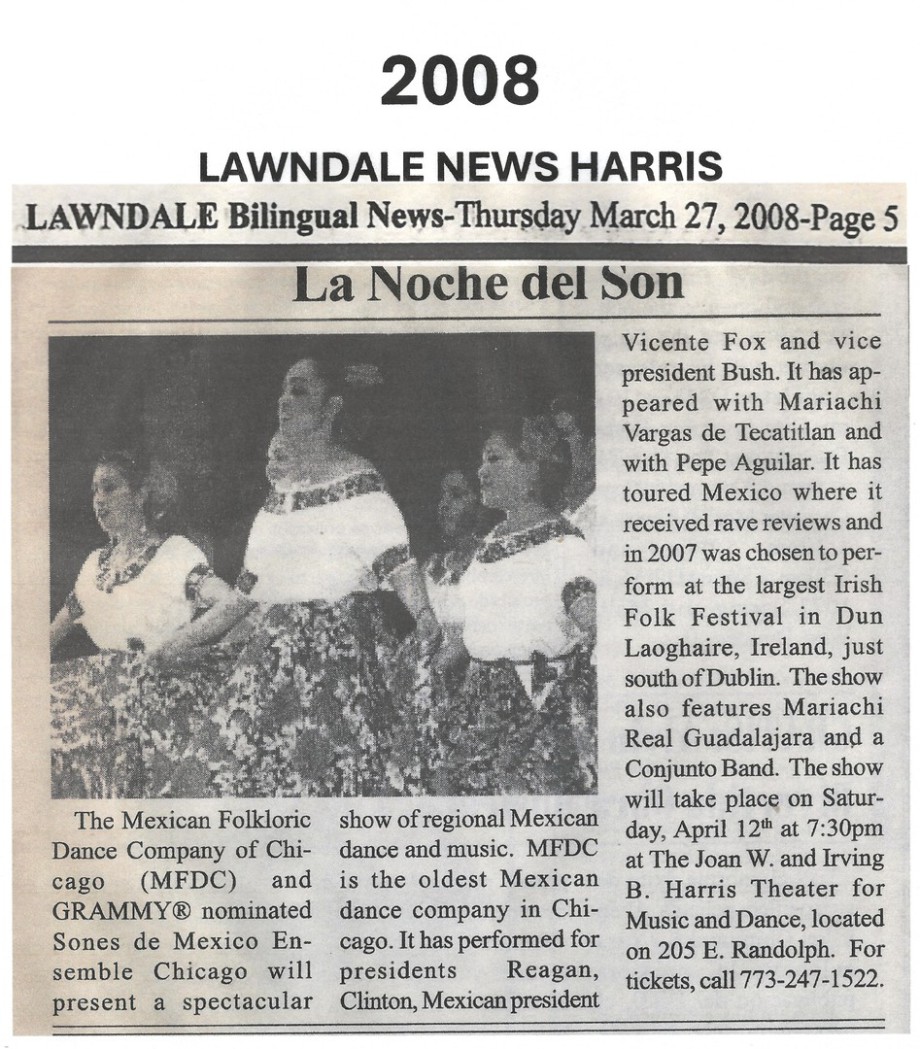 2008
LAWNDALE NEWS HARRIS
LAWNDALE Bilingual News-Thursday March 27, 2008-Page 5
La Noche del Son
The Mexican Folkloric
Dance Company of Chi-
cago (MFDC) and
GRAMMY® nominated
Sones de Mexico En-
semble Chicago will
present a spectacular
show of regional Mexican
dance and music. MFDC
is the oldest Mexican
dance company in Chi-
cago. It has performed for
presidents Reagan,
Clinton, Mexican president
Vicente Fox and vice
president Bush. It has ap-
peared with Mariachi
Vargas de Tecatitlan and
with Pepe Aguilar. It has
toured Mexico where it
received rave reviews and
in 2007 was chosen to per-
form at the largest Irish
Folk Festival in Dun
Laoghaire, Ireland, just
south of Dublin. The show
also features Mariachi
Real Guadalajara and a
Conjunto Band. The show
will take place on Satur-
day, April 12th at 7:30pm
at The Joan W. and Irving
B. Harris Theater for
Music and Dance, located
on 205 E. Randolph. For
tickets, call 773-247-1522.